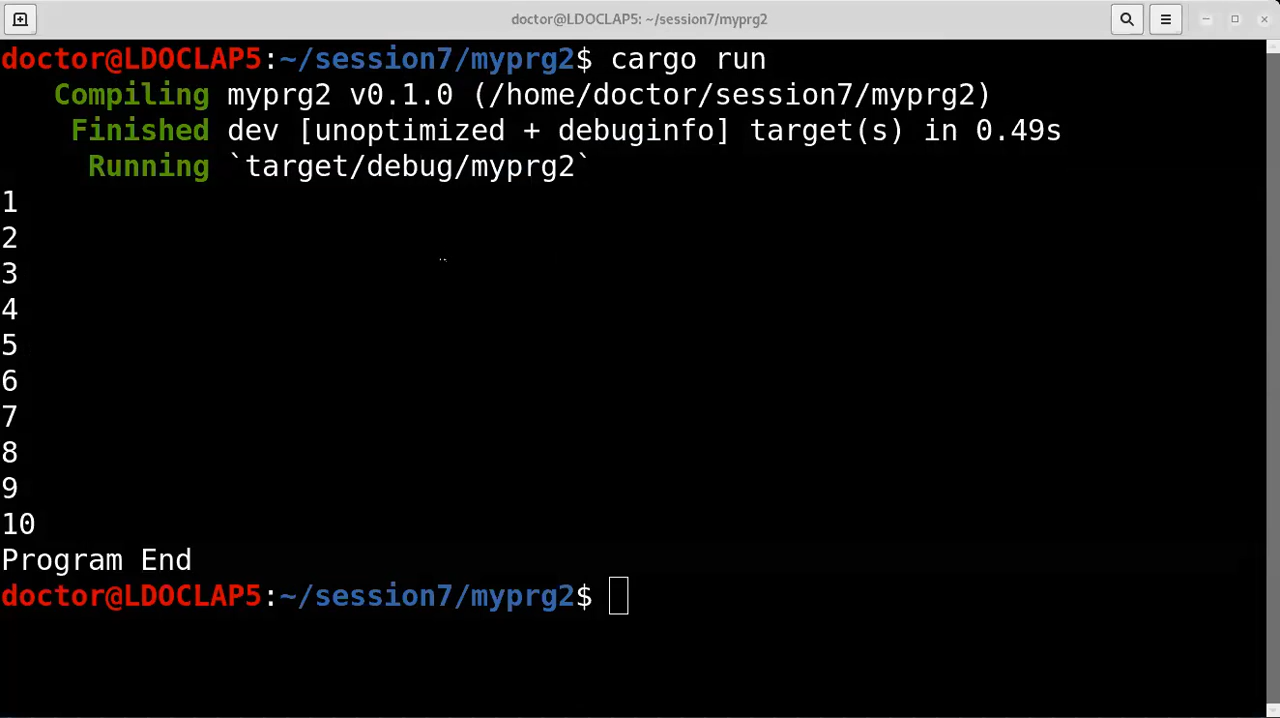 doctor@LDOCLAP5: ~/session7/myprg2
doctor@LDOCLAP5:~/session7/myprg2$ cargo run
   Compiling myprg2 v0.1.0 (/home/doctor/session7/myprg2)
    Finished dev [unoptimized + debuginfo] target(s) in 0.49s
     Running `target/debug/myprg2`
1
2
3
4
5
6
7
8
9
10
Program End
doctor@LDOCLAP5:~/session7/myprg2$